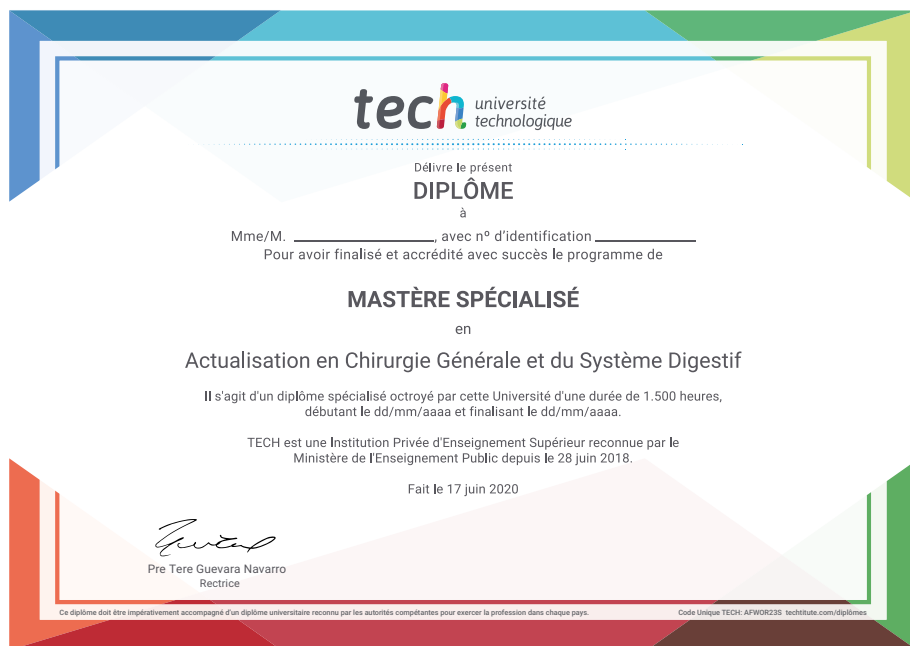 tech université
technologique
Délivre le présent
DIPLÔME
à
Mme/M. ____________, avec nº d'identification ____________
Pour avoir finalisé et accrédité avec succès le programme de
MASTÈRE SPÉCIALISÉ
en
Actualisation en Chirurgie Générale et du Système Digestif
Il s'agit d'un diplôme spécialisé octroyé par cette Université d'une durée de 1.500 heures,
débutant le dd/mm/aaaa et finalisant le dd/mm/aaaa.
TECH est une Institution Privée d'Enseignement Supérieur reconnue par le
Ministère de l'Enseignement Public depuis le 28 juin 2018.
Fait le 17 juin 2020
Pre Tere Guevara Navarro
Rectrice
Ce diplôme doit être impérativement accompagné d'un diplôme universitaire reconnu par les autorités compétantes pour exercer la profession dans chaque pays.
Code Unique TECH: AFWOR23S techtitute.com/diplômes